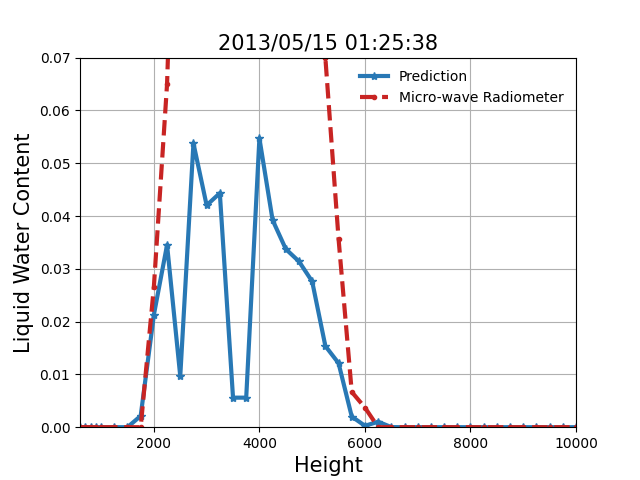 2013/05/15 01:25:38
Prediction
Micro-wave Radiometer
Liquid Water Content
0.07
0.06
0.05
0.04
0.03
0.02
0.01
0.00
2000 4000 6000 8000 10000
Height